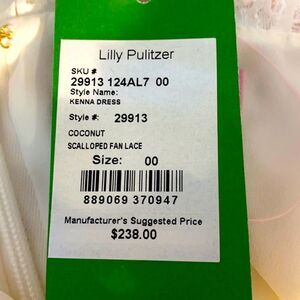 Lilly Pulitzer
SKU #
29913 124AL7 00
Style Name:
KENNA DRESS
Style #: 29913
COCONUT
SCALLOPED FAN LACE
Size: 00
889069 370947
Manufacturer's Suggested Price
$238.00